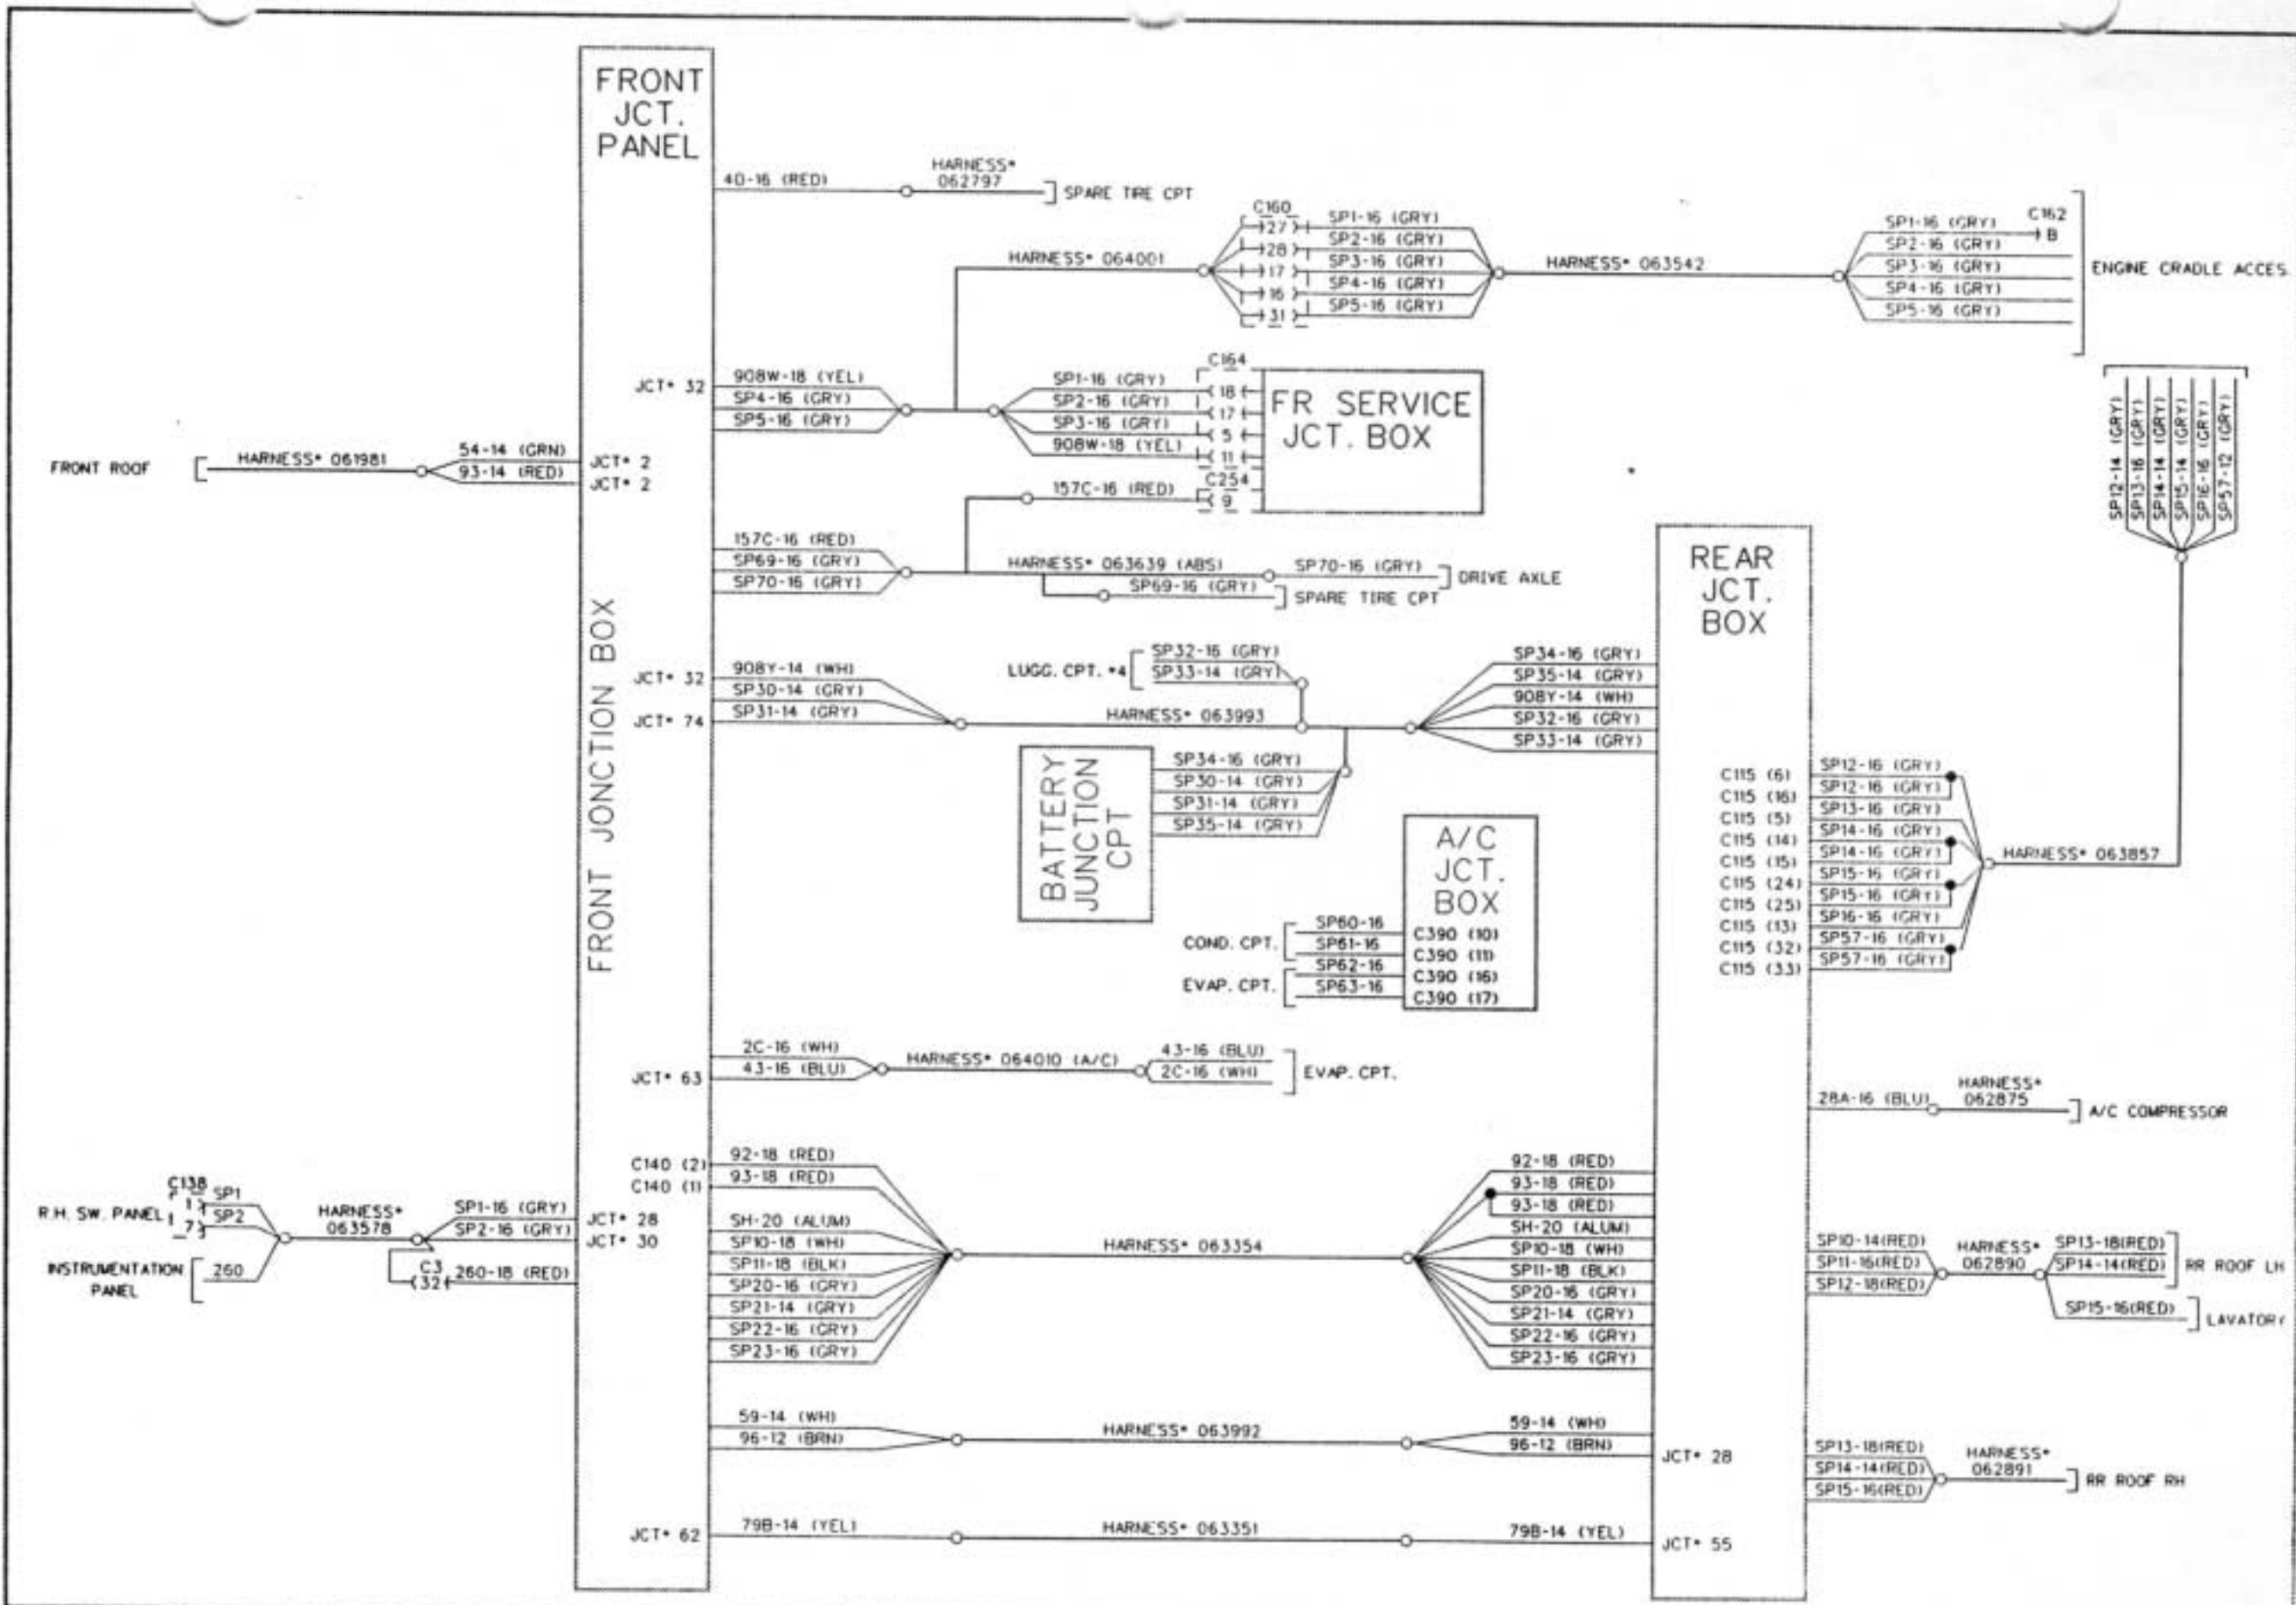 FRONT
JCT.
PANEL
FRONT JONCTION BOX
40-16 (RED)
HARNESS*
062797
SPARE TIRE CPT
C160
27
28
17
16
31
SP1-16 (GRY)
SP2-16 (GRY)
SP3-16 (GRY)
SP4-16 (GRY)
SP5-16 (GRY)
HARNESS* 064001
HARNESS* 063542
SP1-16 (GRY)
SP2-16 (GRY)
SP3-16 (GRY)
SP4-16 (GRY)
SP5-16 (GRY)
C162
B
ENGINE CRADLE ACCES.
JCT* 32
908W-18 (YEL)
SP4-16 (GRY)
SP5-16 (GRY)
SP1-16 (GRY)
SP2-16 (GRY)
SP3-16 (GRY)
908W-18 (YEL)
C164
18
17
5
11
FR SERVICE
JCT. BOX
157C-16 (RED)
C254
9
FRONT ROOF
HARNESS* 061981
54-14 (GRN)
93-14 (RED)
JCT* 2
JCT* 2
157C-16 (RED)
SP69-16 (GRY)
SP70-16 (GRY)
HARNESS* 063639 (ABS)
SP70-16 (GRY)
DRIVE AXLE
SP69-16 (GRY)
SPARE TIRE CPT
SP12-14 (GRY)
SP13-16 (GRY)
SP14-14 (GRY)
SP15-14 (GRY)
SP16-16 (GRY)
SP57-12 (GRY)
REAR
JCT.
BOX
JCT* 32
JCT* 74
908Y-14 (WH)
SP30-14 (GRY)
SP31-14 (GRY)
LUGG. CPT. *4
SP32-16 (GRY)
SP33-14 (GRY)
HARNESS* 063993
SP34-16 (GRY)
SP35-14 (GRY)
908Y-14 (WH)
SP32-16 (GRY)
SP33-14 (GRY)
BATTERY
JUNCTION
CPT
SP34-16 (GRY)
SP30-14 (GRY)
SP31-14 (GRY)
SP35-14 (GRY)
A/C
JCT.
BOX
COND. CPT.
SP60-16
SP61-16
EVAP. CPT.
SP62-16
SP63-16
C390 (10)
C390 (11)
C390 (16)
C390 (17)
C115 (6)
C115 (16)
C115 (5)
C115 (14)
C115 (15)
C115 (24)
C115 (25)
C115 (13)
C115 (32)
C115 (33)
SP12-16 (GRY)
SP12-16 (GRY)
SP13-16 (GRY)
SP14-16 (GRY)
SP14-16 (GRY)
SP15-16 (GRY)
SP15-16 (GRY)
SP16-16 (GRY)
SP57-16 (GRY)
SP57-16 (GRY)
HARNESS* 063857
JCT* 63
2C-16 (WH)
43-16 (BLU)
HARNESS* 064010 (A/C)
43-16 (BLU)
2C-16 (WH)
EVAP. CPT.
28A-16 (BLU)
HARNESS*
062875
A/C COMPRESSOR
R.H. SW. PANEL
C138
1
7
SP1
SP2
INSTRUMENTATION
PANEL
260
HARNESS*
063578
SP1-16 (GRY)
SP2-16 (GRY)
C3
32
260-18 (RED)
JCT* 28
JCT* 30
C140 (2)
C140 (1)
92-18 (RED)
93-18 (RED)
SH-20 (ALUM)
SP10-18 (WH)
SP11-18 (BLK)
SP20-16 (GRY)
SP21-14 (GRY)
SP22-16 (GRY)
SP23-16 (GRY)
HARNESS* 063354
92-18 (RED)
93-18 (RED)
93-18 (RED)
SH-20 (ALUM)
SP10-18 (WH)
SP11-18 (BLK)
SP20-16 (GRY)
SP21-14 (GRY)
SP22-16 (GRY)
SP23-16 (GRY)
SP10-14(RED)
SP11-16(RED)
SP12-18(RED)
HARNESS*
062890
SP13-18(RED)
SP14-14(RED)
RR ROOF LH
SP15-16(RED)
LAVATORY
59-14 (WH)
96-12 (BRN)
HARNESS* 063992
59-14 (WH)
96-12 (BRN)
JCT* 28
SP13-18(RED)
SP14-14(RED)
SP15-16(RED)
HARNESS*
062891
RR ROOF RH
JCT* 62
79B-14 (YEL)
HARNESS* 063351
79B-14 (YEL)
JCT* 55